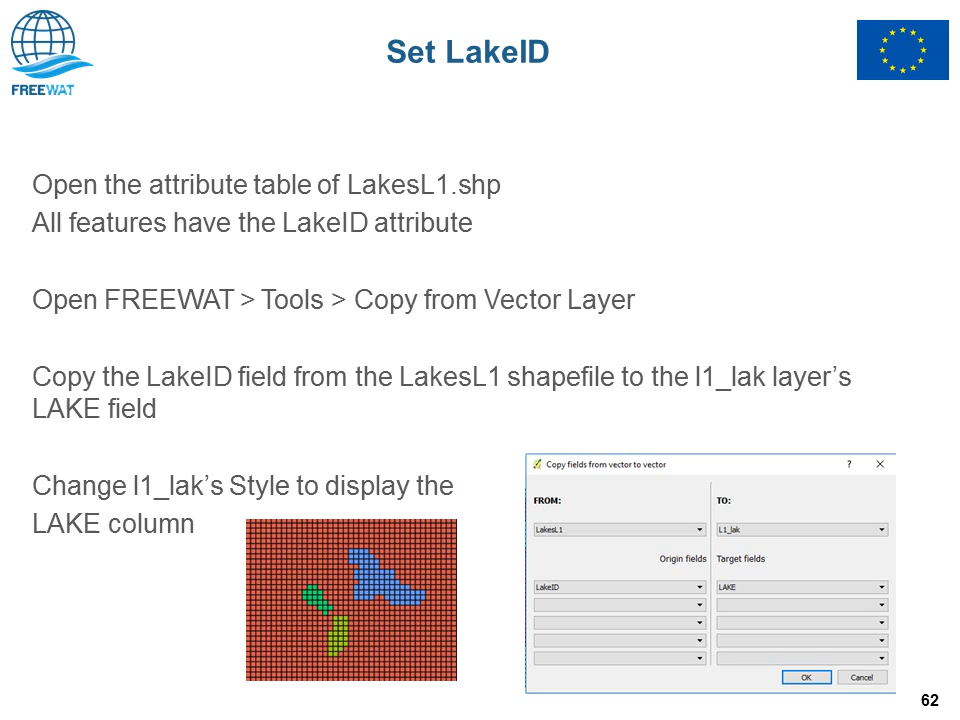 FREEWAT
Set LakeID
Open the attribute table of LakesL1.shp
All features have the LakeID attribute
Open FREEWAT > Tools > Copy from Vector Layer
Copy the LakeID field from the LakesL1 shapefile to the l1_lak layer’s
LAKE field
Change l1_lak’s Style to display the
LAKE column
Copy fields from vector to vector
?
FROM: TO:
LakesL1 L1_lak
Origin fields Target fields
LakeID LAKE
OK Cancel
62